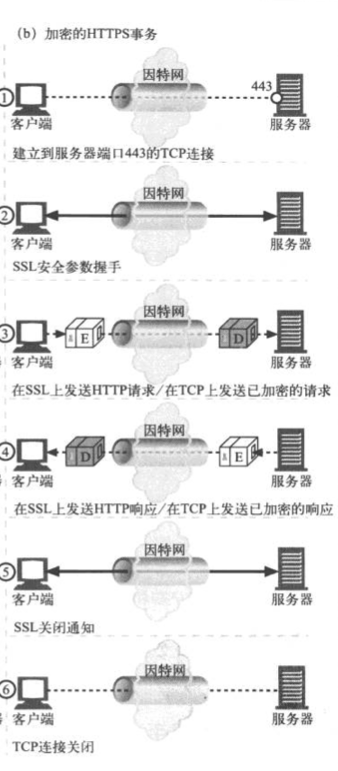 (b) 加密的HTTPS事务
因特网
① 443
客户端 服务器
建立到服务器端口443的TCP连接
因特网
②
客户端 服务器
SSL安全参数握手
因特网
③ E D
客户端 服务器
在SSL上发送HTTP请求/在TCP上发送已加密的请求
因特网
④ D E
客户端 服务器
在SSL上发送HTTP响应/在TCP上发送已加密的响应
因特网
⑤
客户端 服务器
SSL关闭通知
因特网
⑥
客户端 服务器
TCP连接关闭